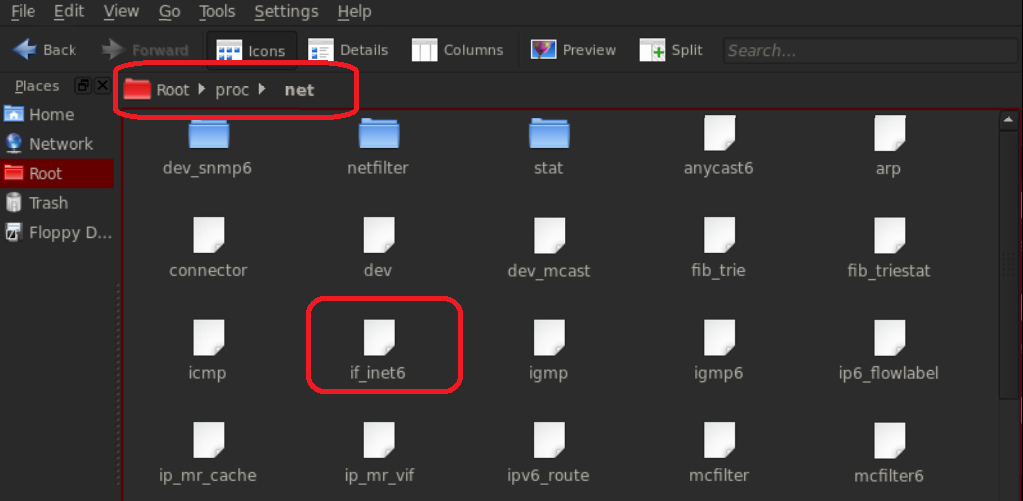 File Edit View Go Tools Settings Help
Back Forward Icons Details Columns Preview Split Search...
Places
Root proc net
Home
Network
Root
Trash
Floppy D...
dev_snmp6 netfilter stat anycast6 arp
connector dev dev_mcast fib_trie fib_triestat
icmp if_inet6 igmp igmp6 ip6_flowlabel
ip_mr_cache ip_mr_vif ipv6_route mcfilter mcfilter6